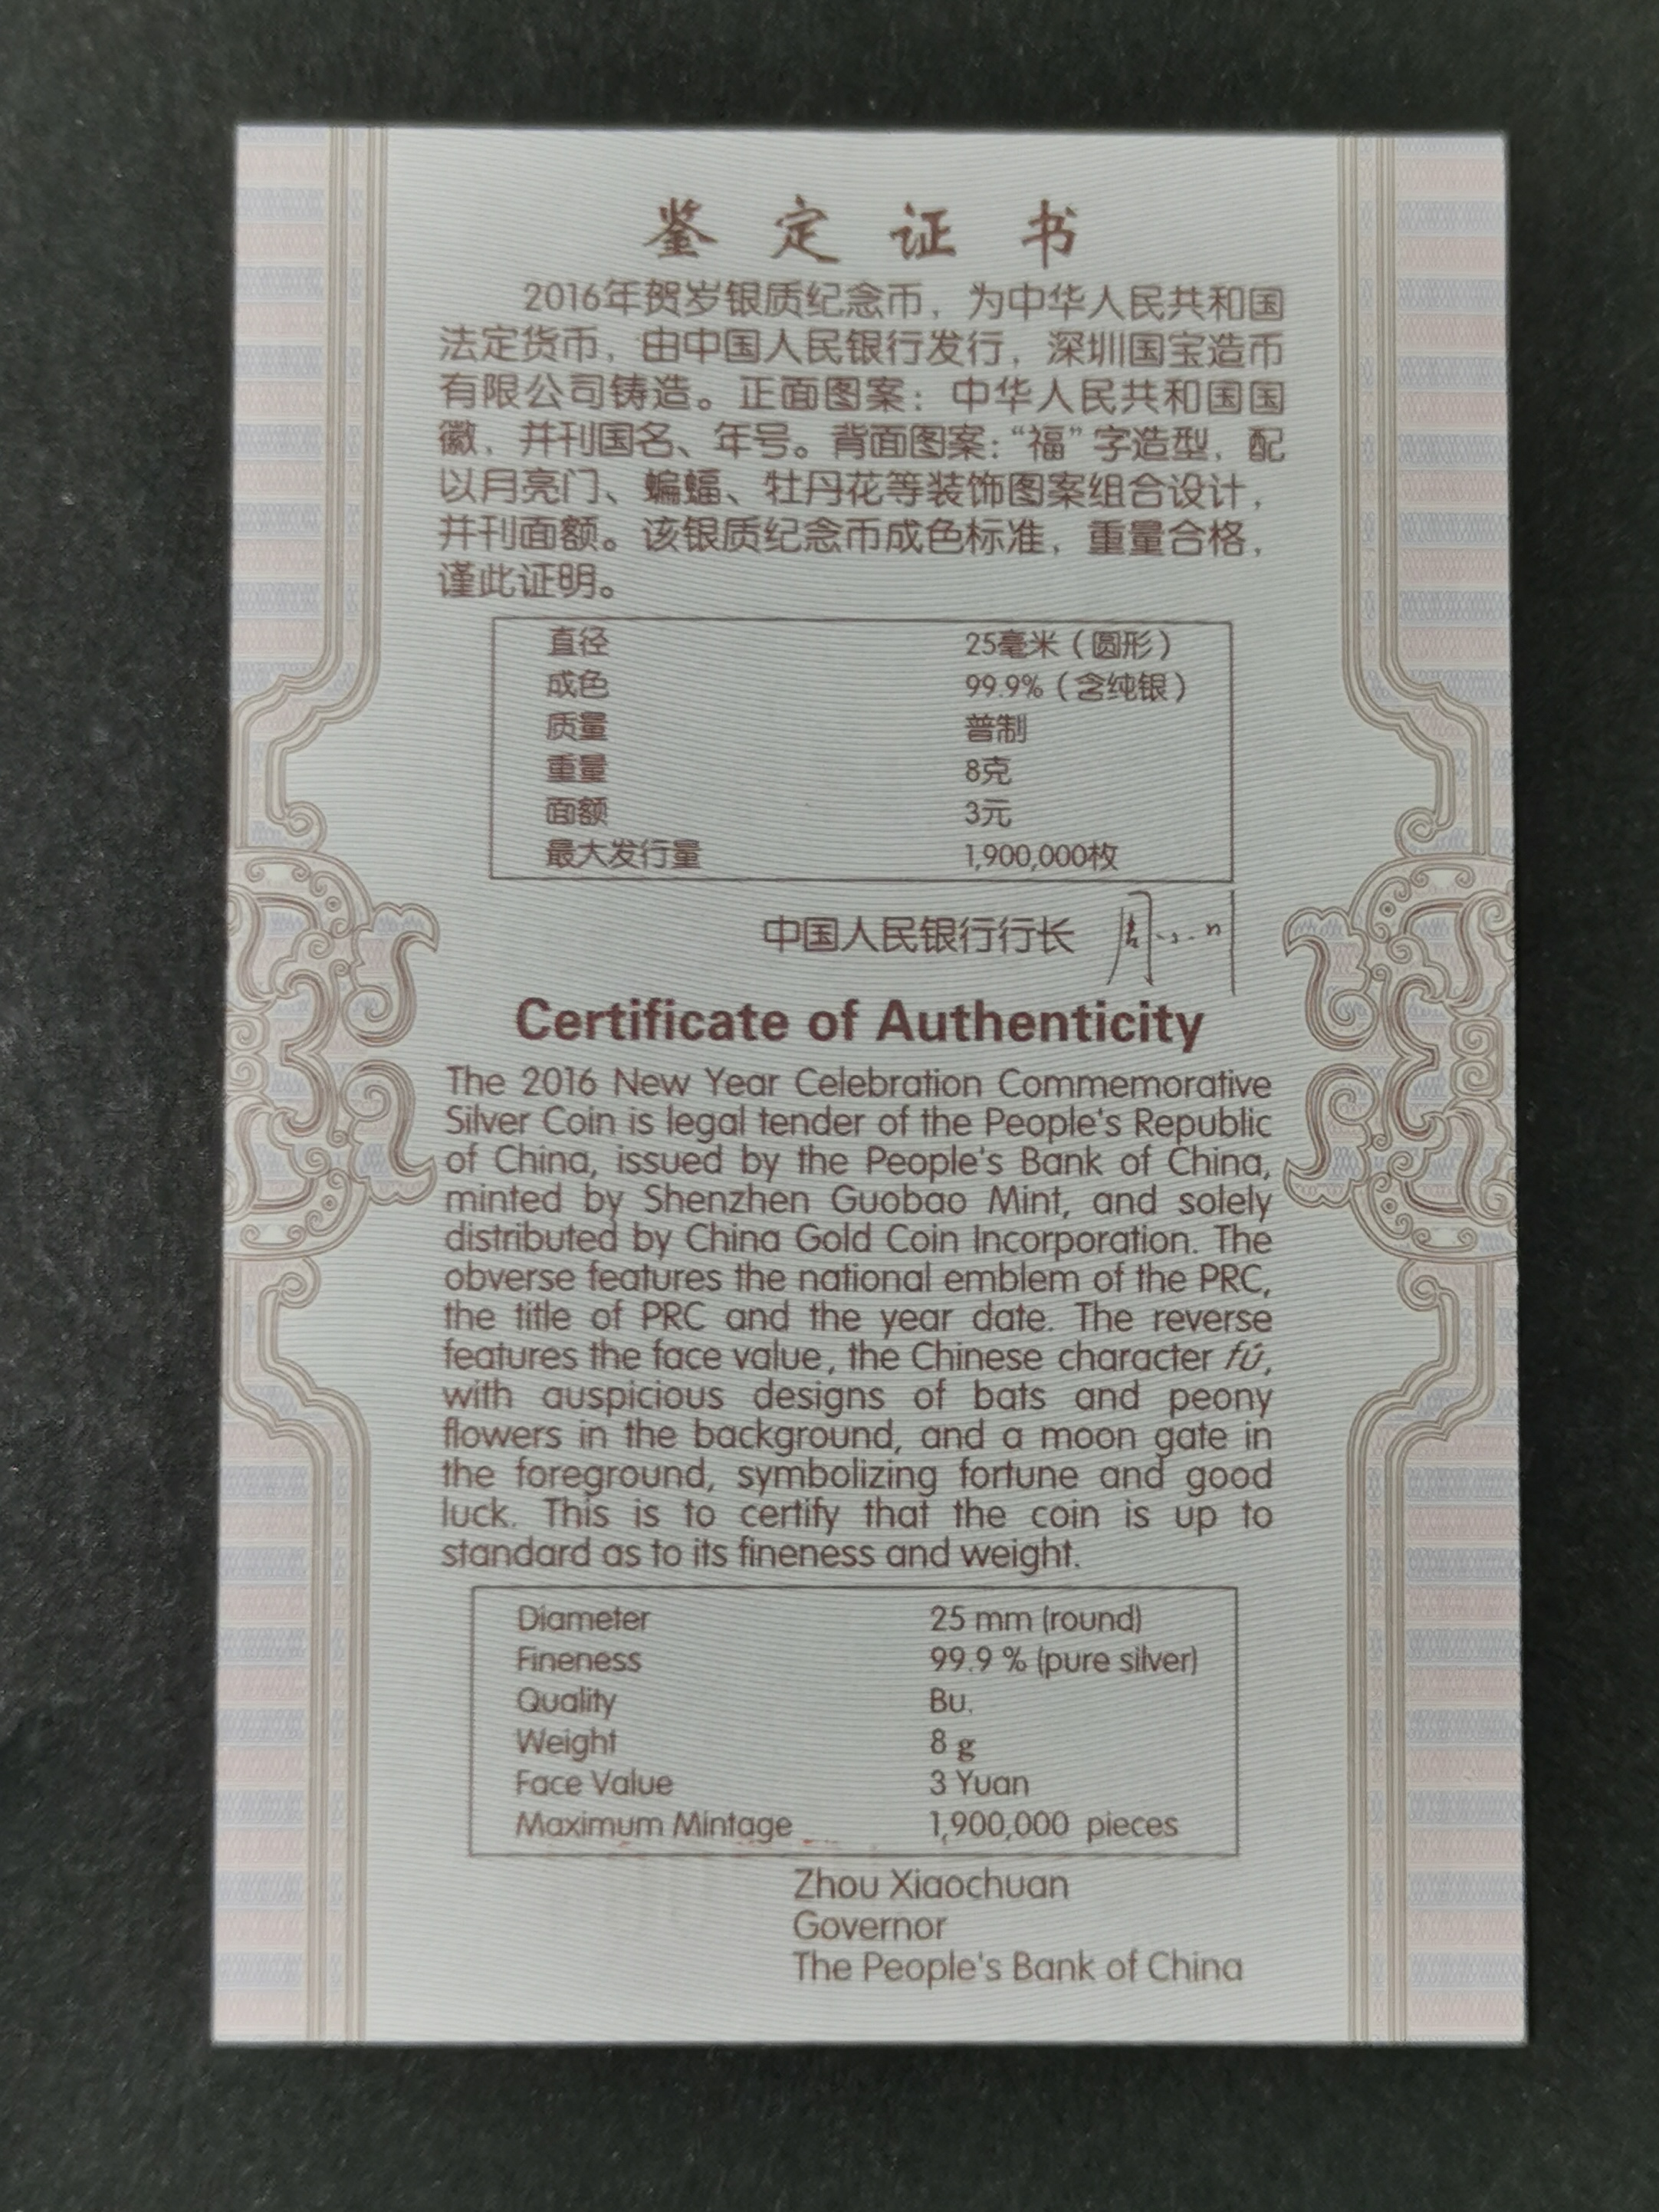 鉴定证书
2016年贺岁银质纪念币，为中华人民共和国
法定货币，由中国人民银行发行，深圳国宝造币
有限公司铸造。正面图案：中华人民共和国国
徽，并刊国名、年号。背面图案：“福”字造型，配
以月亮门、蝙蝠、牡丹花等装饰图案组合设计，
并刊面额。该银质纪念币成色标准，重量合格，
谨此证明。
直径 25毫米（圆形）
成色 99.9%（含纯银）
质量 普制
重量 8克
面额 3元
最大发行量 1,900,000枚
中国人民银行行长 周小川
Certificate of Authenticity
The 2016 New Year Celebration Commemorative
Silver Coin is legal tender of the People's Republic
of China, issued by the People's Bank of China,
minted by Shenzhen Guobao Mint, and solely
distributed by China Gold Coin Incorporation. The
obverse features the national emblem of the PRC,
the title of PRC and the year date. The reverse
features the face value, the Chinese character fú,
with auspicious designs of bats and peony
flowers in the background, and a moon gate in
the foreground, symbolizing fortune and good
luck. This is to certify that the coin is up to
standard as to its fineness and weight.
Diameter 25 mm (round)
Fineness 99.9 % (pure silver)
Quality Bu.
Weight 8 g
Face Value 3 Yuan
Maximum Mintage 1,900,000 pieces
Zhou Xiaochuan
Governor
The People's Bank of China